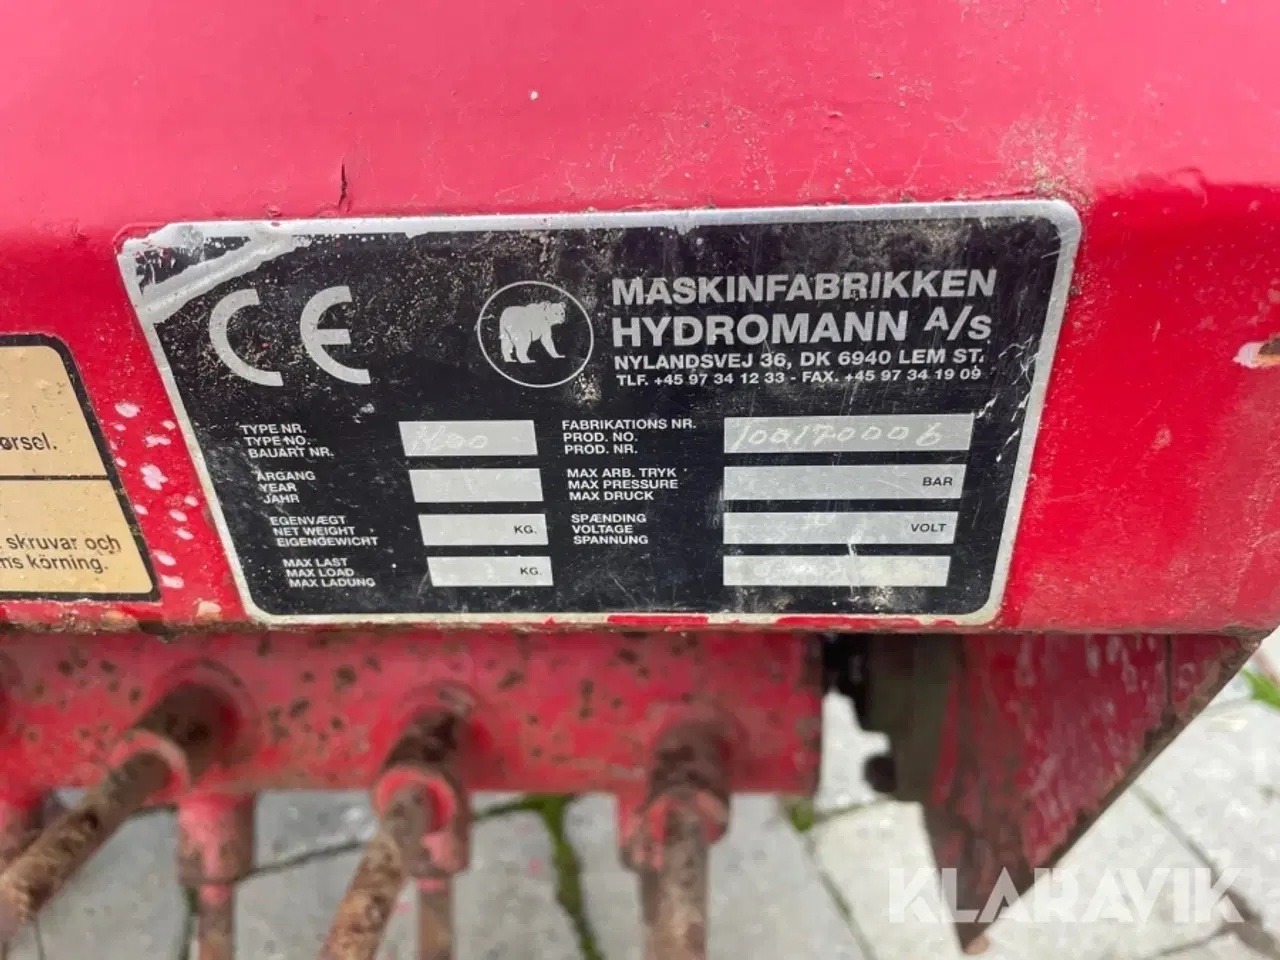 CE
MASKINFABRIKKEN
HYDROMANN A/S
NYLANDSVEJ 36, DK 6940 LEM ST.
TLF. +45 97 34 12 33 - FAX. +45 97 34 19 09
TYPE NR.
TYPE NO.
BAUART NR.
FABRIKATIONS NR.
PROD. NO.
PROD. NR.
100170006
ÅRGANG
YEAR
JAHR
MAX ARB. TRYK
MAX PRESSURE
MAX DRUCK
BAR
EGENVÆGT
NET WEIGHT
EIGENGEWICHT
KG.
SPÆNDING
VOLTAGE
SPANNUNG
VOLT
MAX LAST
MAX LOAD
MAX LADUNG
KG.
ørsel.
skruvar och
ns körning.
KLARAVIK